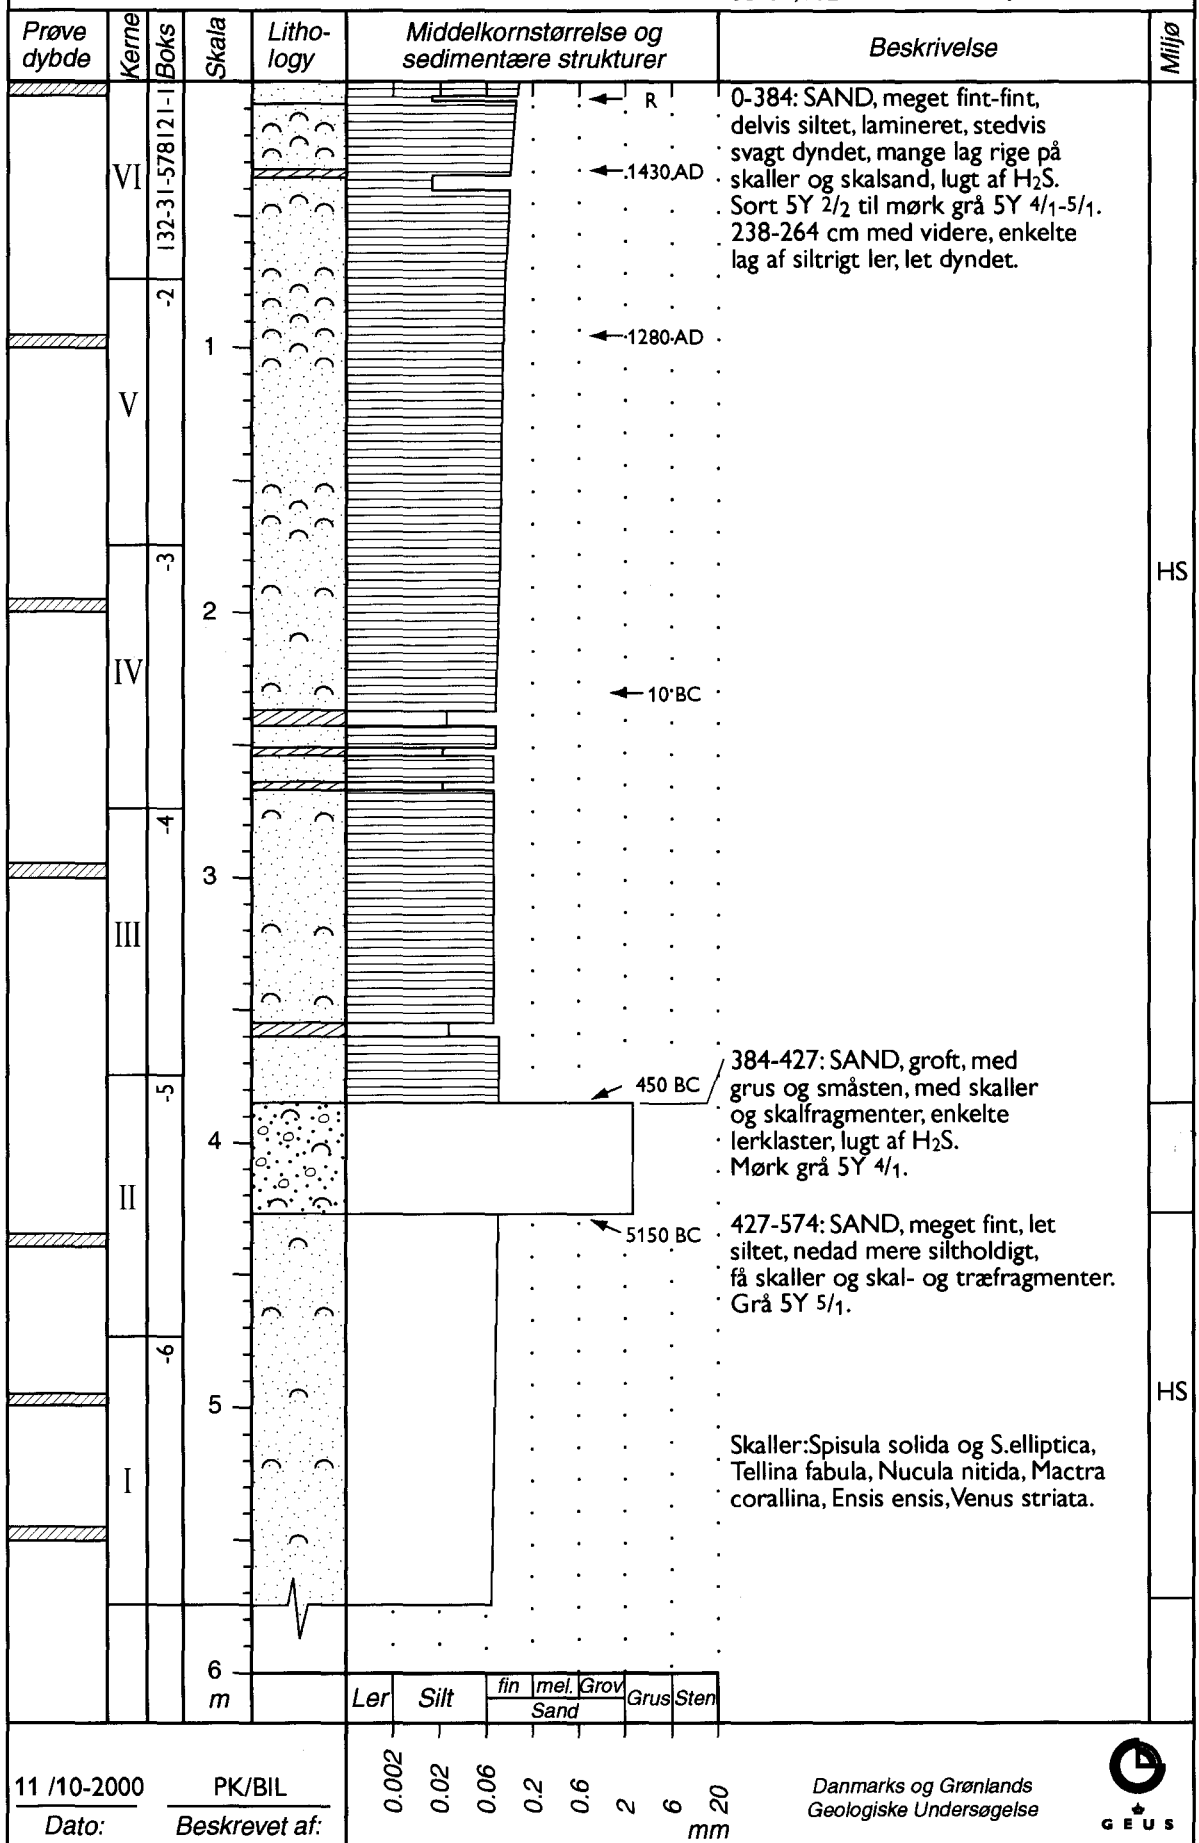 Prøve dybde
Kerne
Boks
Skala
Litho-
logy
Middelkornstørrelse og
sedimentære strukturer
Beskrivelse
Miljø
VI
V
IV
III
II
I
-2
-3
-4
-5
-6
1
2
3
4
5
6
m
R
1430 AD
1280 AD
10 BC
450 BC
5150 BC
0-384: SAND, meget fint-fint,
delvis siltet, lamineret, stedvis
svagt dyndet, mange lag rige på
skaller og skalsand, lugt af H₂S.
Sort 5Y 2/2 til mørk grå 5Y 4/1-5/1.
238-264 cm med videre, enkelte
lag af siltrigt ler, let dyndet.
384-427: SAND, groft, med
grus og småsten, med skaller
og skalfragmenter, enkelte
lerklaster, lugt af H₂S.
Mørk grå 5Y 4/1.
427-574: SAND, meget fint, let
siltet, nedad mere siltholdigt,
få skaller og skal- og træfragmenter.
Grå 5Y 5/1.
Skaller:Spisula solida og S.elliptica,
Tellina fabula, Nucula nitida, Mactra
corallina, Ensis ensis,Venus striata.
HS
HS
Ler
Silt
fin
mel.
Grov
Sand
Grus
Sten
0.002
0.02
0.06
0.2
0.6
2
6
20
mm
11 /10-2000
Dato:
PK/BIL
Beskrevet af:
Danmarks og Grønlands
Geologiske Undersøgelse
GEUS